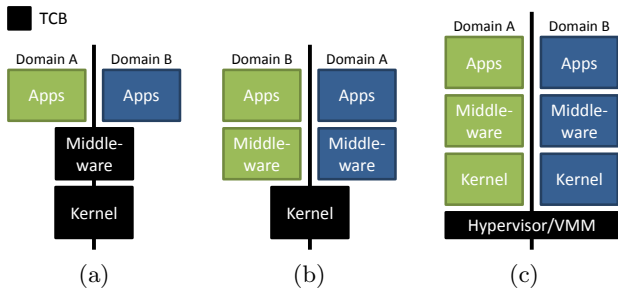 TCB
Domain A Domain B
Apps Apps
Middle-
ware
Kernel
(a)
Domain B Domain A
Apps Apps
Middle- Middle-
ware ware
Kernel
(b)
Domain A Domain B
Apps Apps
Middle- Middle-
ware ware
Kernel Kernel
Hypervisor/VMM
(c)